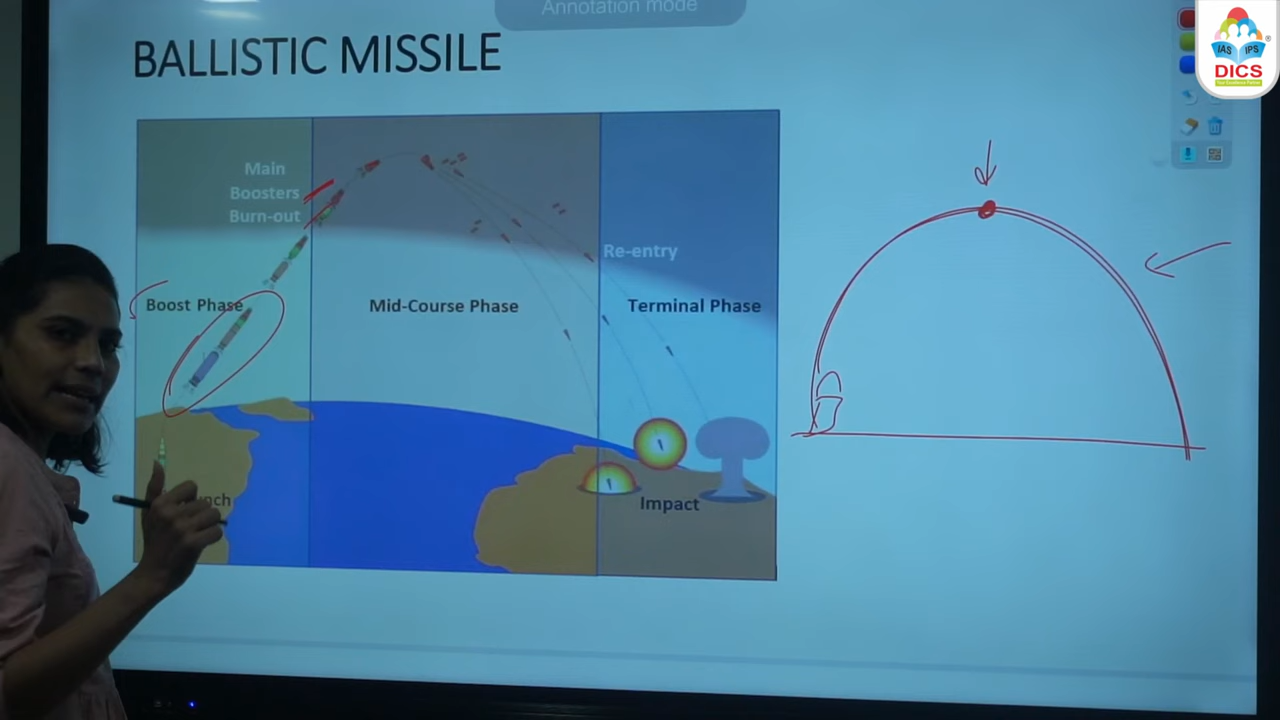 Annotation mode
BALLISTIC MISSILE
IAS IPS
DICS
Main
Boosters
Burn-out
Re-entry
Boost Phase
Mid-Course Phase
Terminal Phase
Impact